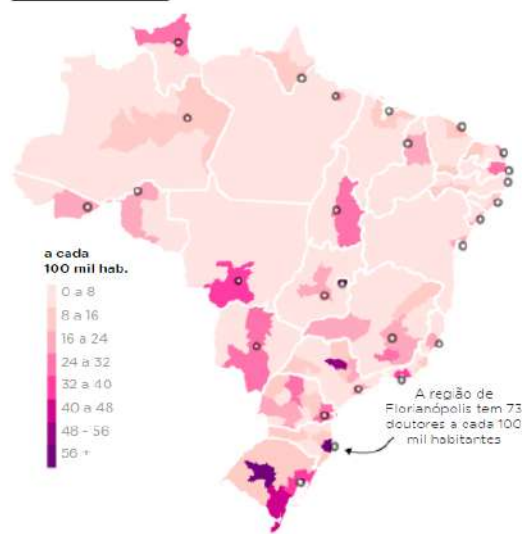 a cada
100 mil hab.
0 a 8
8 a 16
16 a 24
24 a 32
32 a 40
40 a 48
48 - 56
56 +
A região de
Florianópolis tem 73
doutores a cada 100
mil habitantes